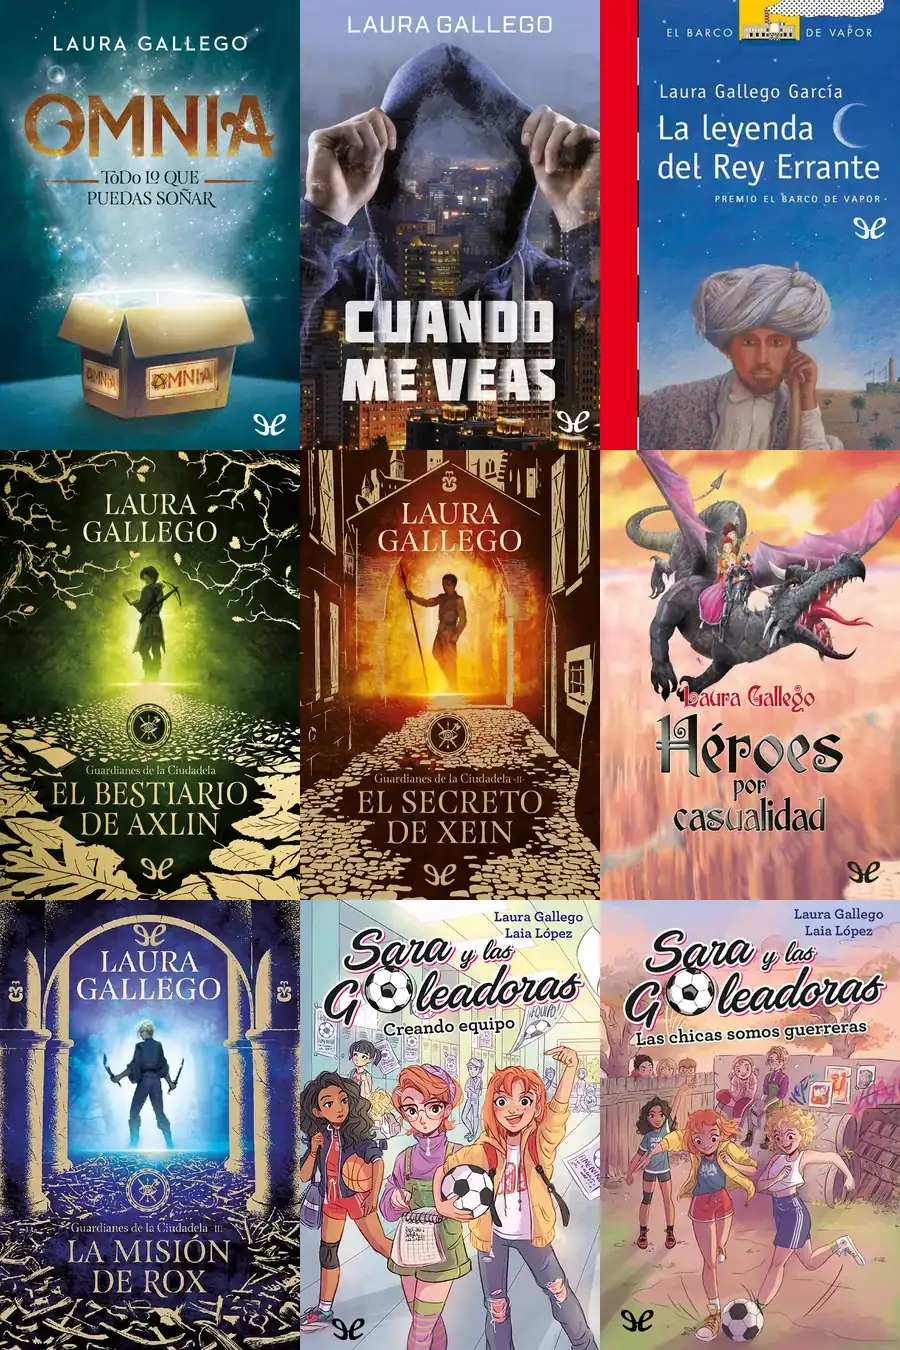 LAURA GALLEGO
OMNIA
TODO LO QUE
PUEDAS SOÑAR
OMNIA
OMNIA
LAURA GALLEGO
CUANDO
ME VEAS
EL BARCO DE VAPOR
Laura Gallego García
La leyenda
del Rey Errante
PREMIO EL BARCO DE VAPOR
LAURA
GALLEGO
Guardianes de la Ciudadela
EL BESTIARIO
DE AXLIN
LAURA
GALLEGO
Guardianes de la Ciudadela -II-
EL SECRETO
DE XEIN
Laura Gallego
Héroes
por
casualidad
LAURA
GALLEGO
Guardianes de la Ciudadela -III-
LA MISIÓN
DE ROX
Laura Gallego
Laia López
Sara y las
Goleadoras
Creando equipo
EQUIPO
Laura Gallego
Laia López
Sara y las
Goleadoras
Las chicas somos guerreras